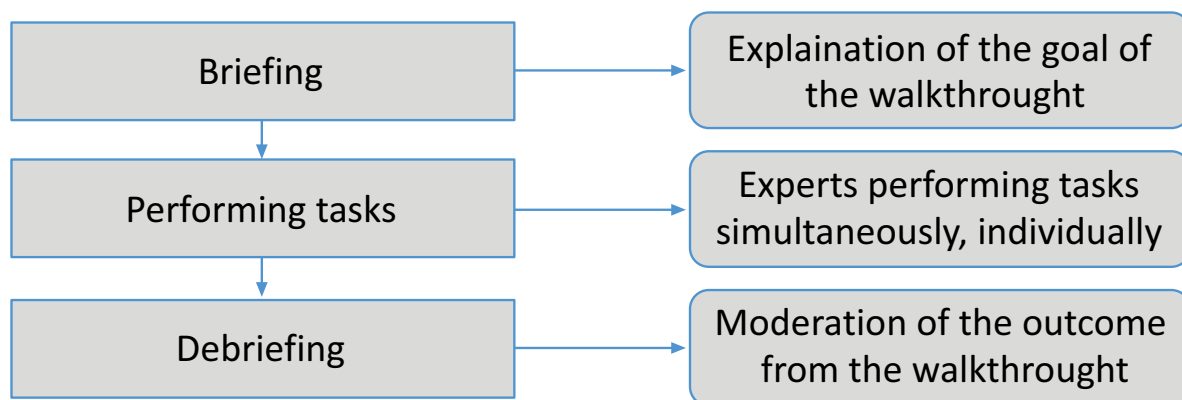 Briefing
Explaination of the goal of
the walkthrought
Performing tasks
Experts performing tasks
simultaneously, individually
Debriefing
Moderation of the outcome
from the walkthrought